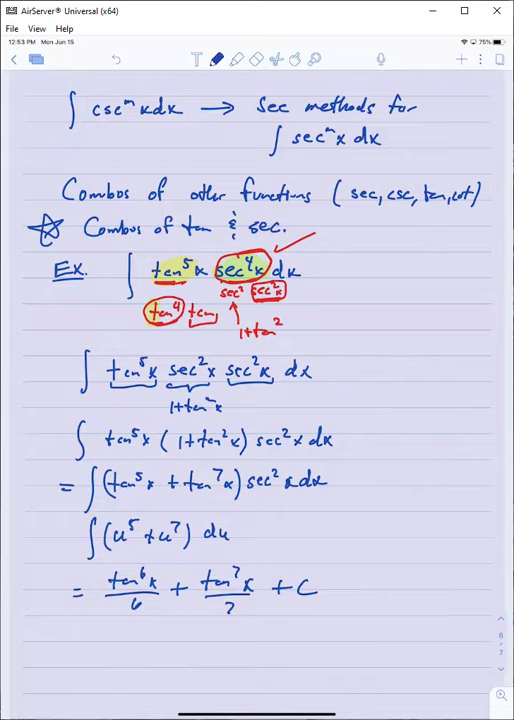 AirServer® Universal (x64)
File View Help
12:53 PM Mon Jun 15
75%
T
∫ cscⁿ x dx → sec methods for
∫ secⁿ x dx
Combos of other functions (sec, csc, tan, cot)
☆ Combos of tan & sec.
Ex. ∫ tan⁵ x sec⁴ x dx
sec² sec² x
tan⁴ tan
1+tan²
∫ tan⁵ x sec² x sec² x dx
1+tan² x
∫ tan⁵ x (1+tan² x) sec² x dx
= ∫ (tan⁵ x + tan⁷ x) sec² x dx
∫ (u⁵ + u⁷) du
= tan⁶ x / 6 + tan⁷ x / 7 + C
6
7